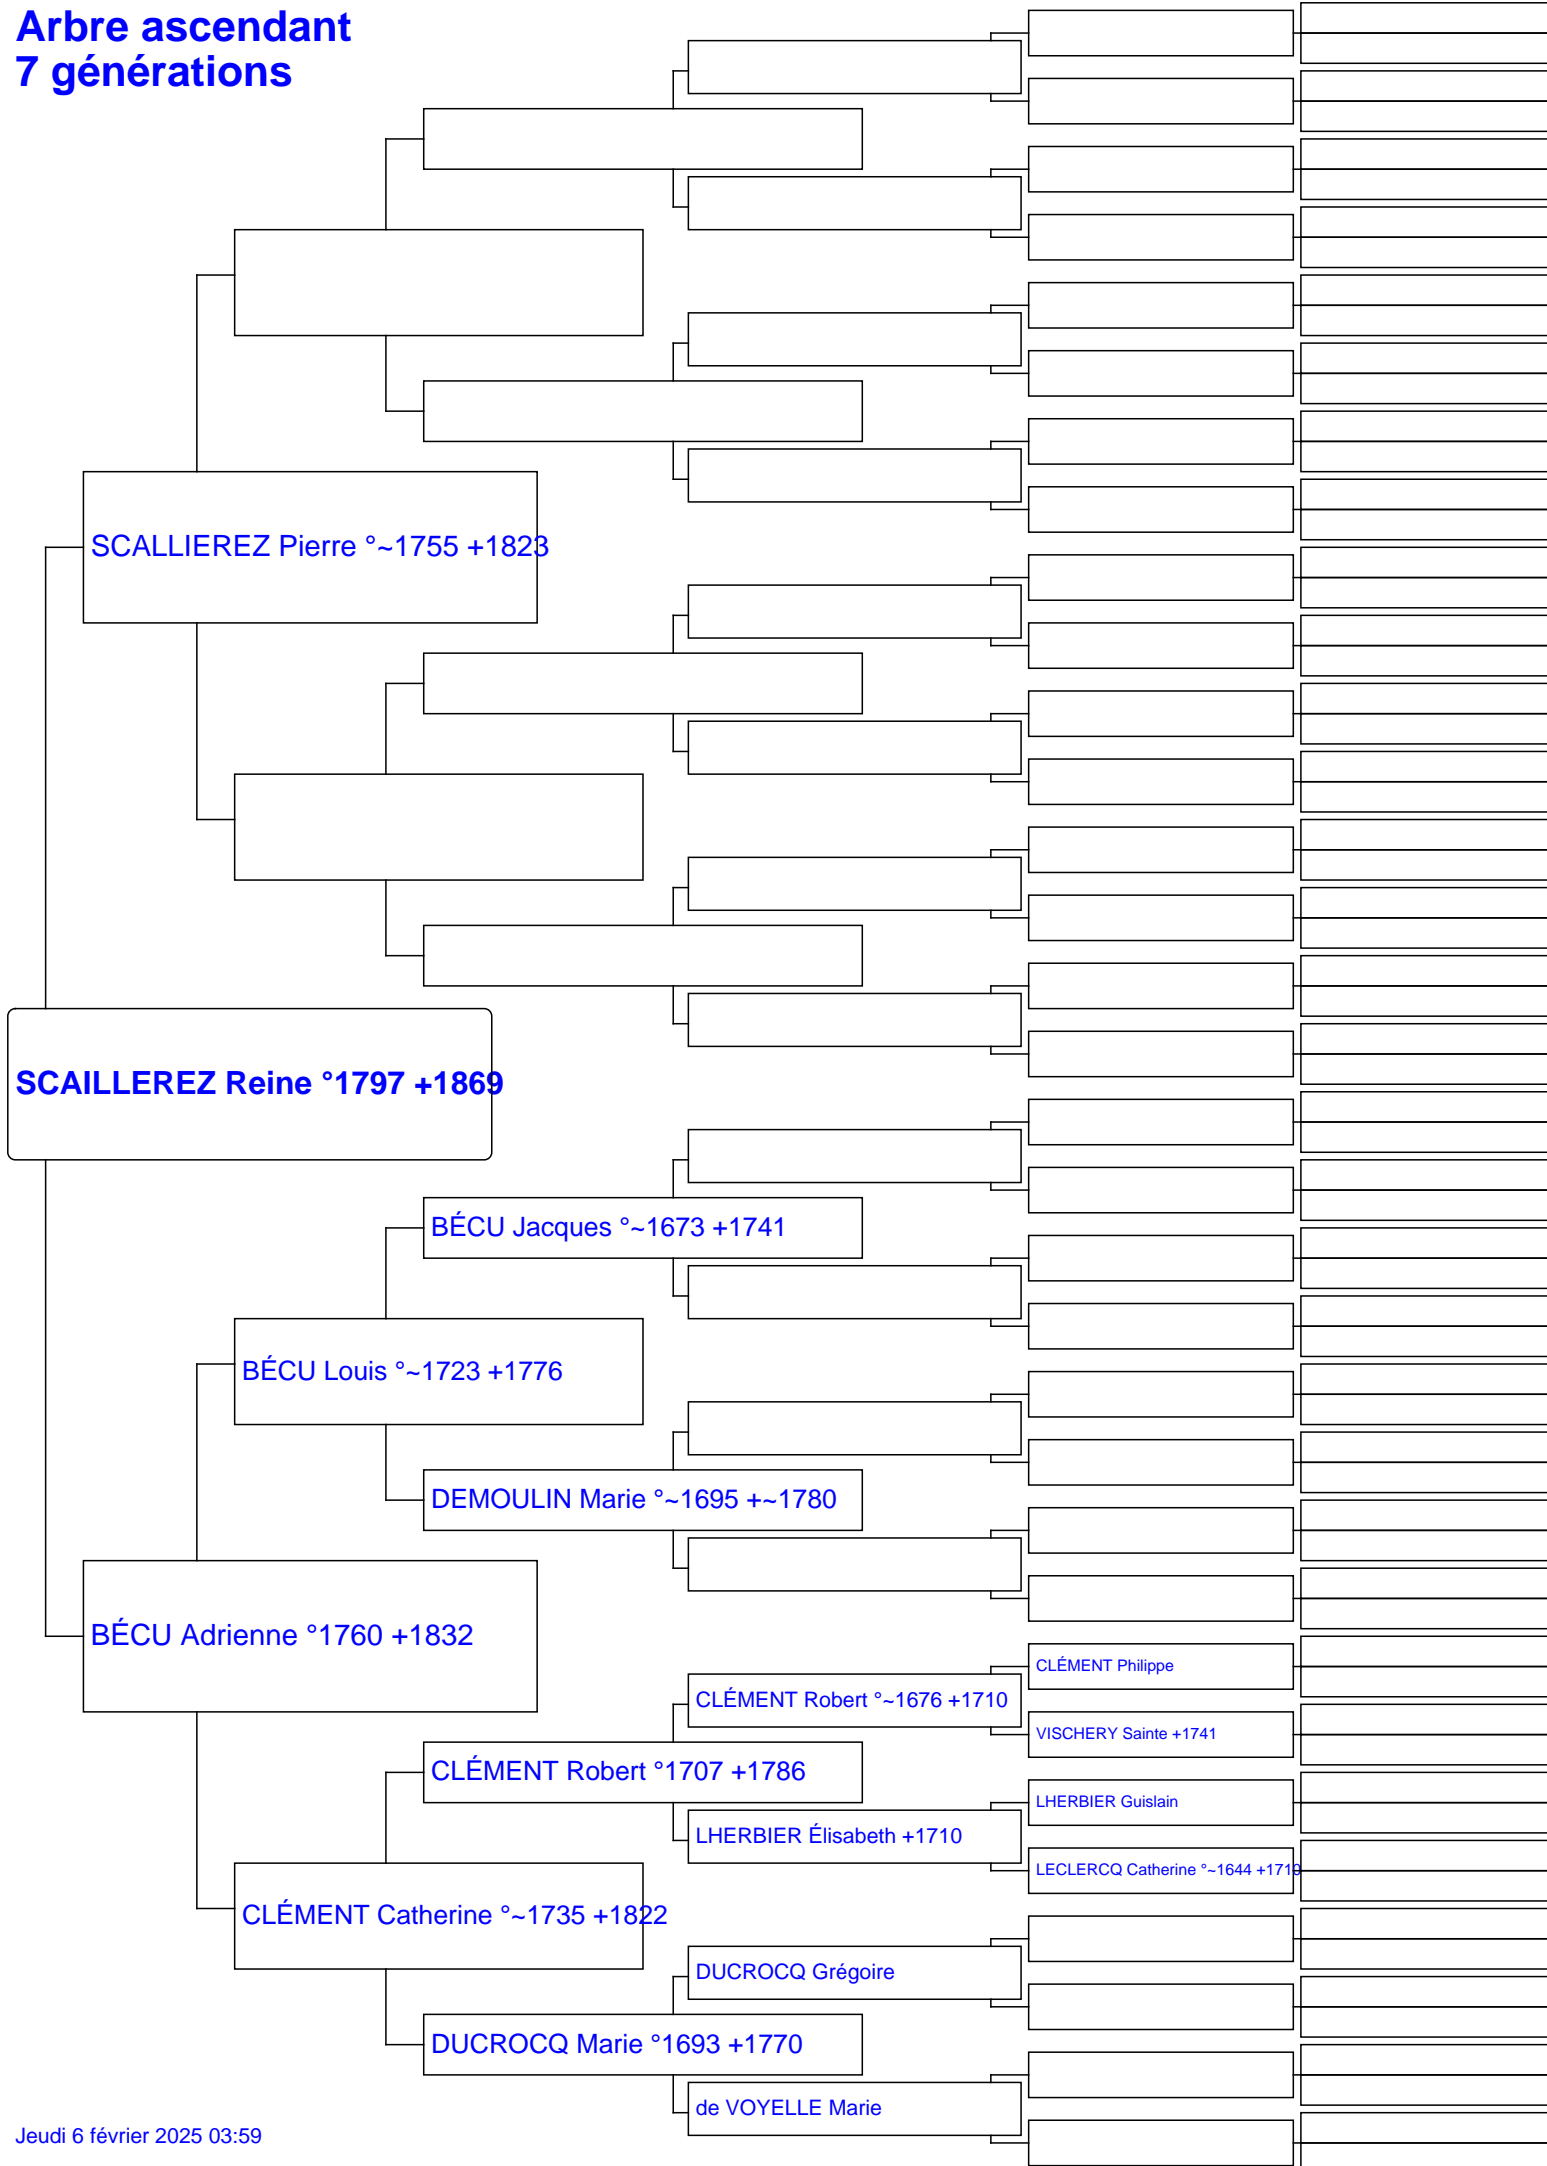 Arbre ascendant
7 générations
SCALLIEREZ Pierre °~1755 +1823
SCAILLEREZ Reine °1797 +1869
BÉCU Jacques °~1673 +1741
BÉCU Louis °~1723 +1776
DEMOULIN Marie °~1695 +~1780
BÉCU Adrienne °1760 +1832
CLÉMENT Philippe
CLÉMENT Robert °~1676 +1710
VISCHERY Sainte +1741
CLÉMENT Robert °1707 +1786
LHERBIER Guislain
LHERBIER Élisabeth +1710
LECLERCQ Catherine °~1644 +1710
CLÉMENT Catherine °~1735 +1822
DUCROCQ Grégoire
DUCROCQ Marie °1693 +1770
de VOYELLE Marie
Jeudi 6 février 2025 03:59